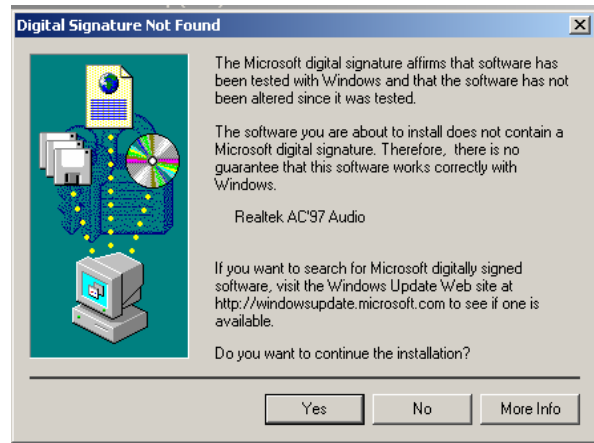 Digital Signature Not Found
The Microsoft digital signature affirms that software has
been tested with Windows and that the software has not
been altered since it was tested.
The software you are about to install does not contain a
Microsoft digital signature. Therefore, there is no
guarantee that this software works correctly with
Windows.
Realtek AC'97 Audio
If you want to search for Microsoft digitally signed
software, visit the Windows Update Web site at
http://windowsupdate.microsoft.com to see if one is
available.
Do you want to continue the installation?
Yes
No
More Info